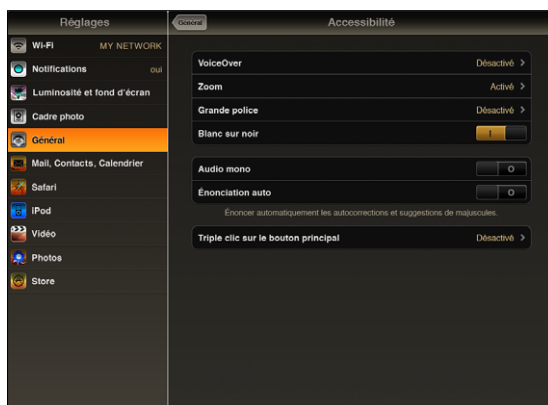 Réglages
Wi-Fi MY NETWORK
Notifications oui
Luminosité et fond d'écran
Cadre photo
Général
Mail, Contacts, Calendrier
Safari
iPod
Vidéo
Photos
Store
Général
Accessibilité
VoiceOver Désactivé
Zoom Activé
Grande police Désactivé
Blanc sur noir
Audio mono
Énonciation auto
Énoncer automatiquement les autocorrections et suggestions de majuscules.
Triple clic sur le bouton principal Désactivé